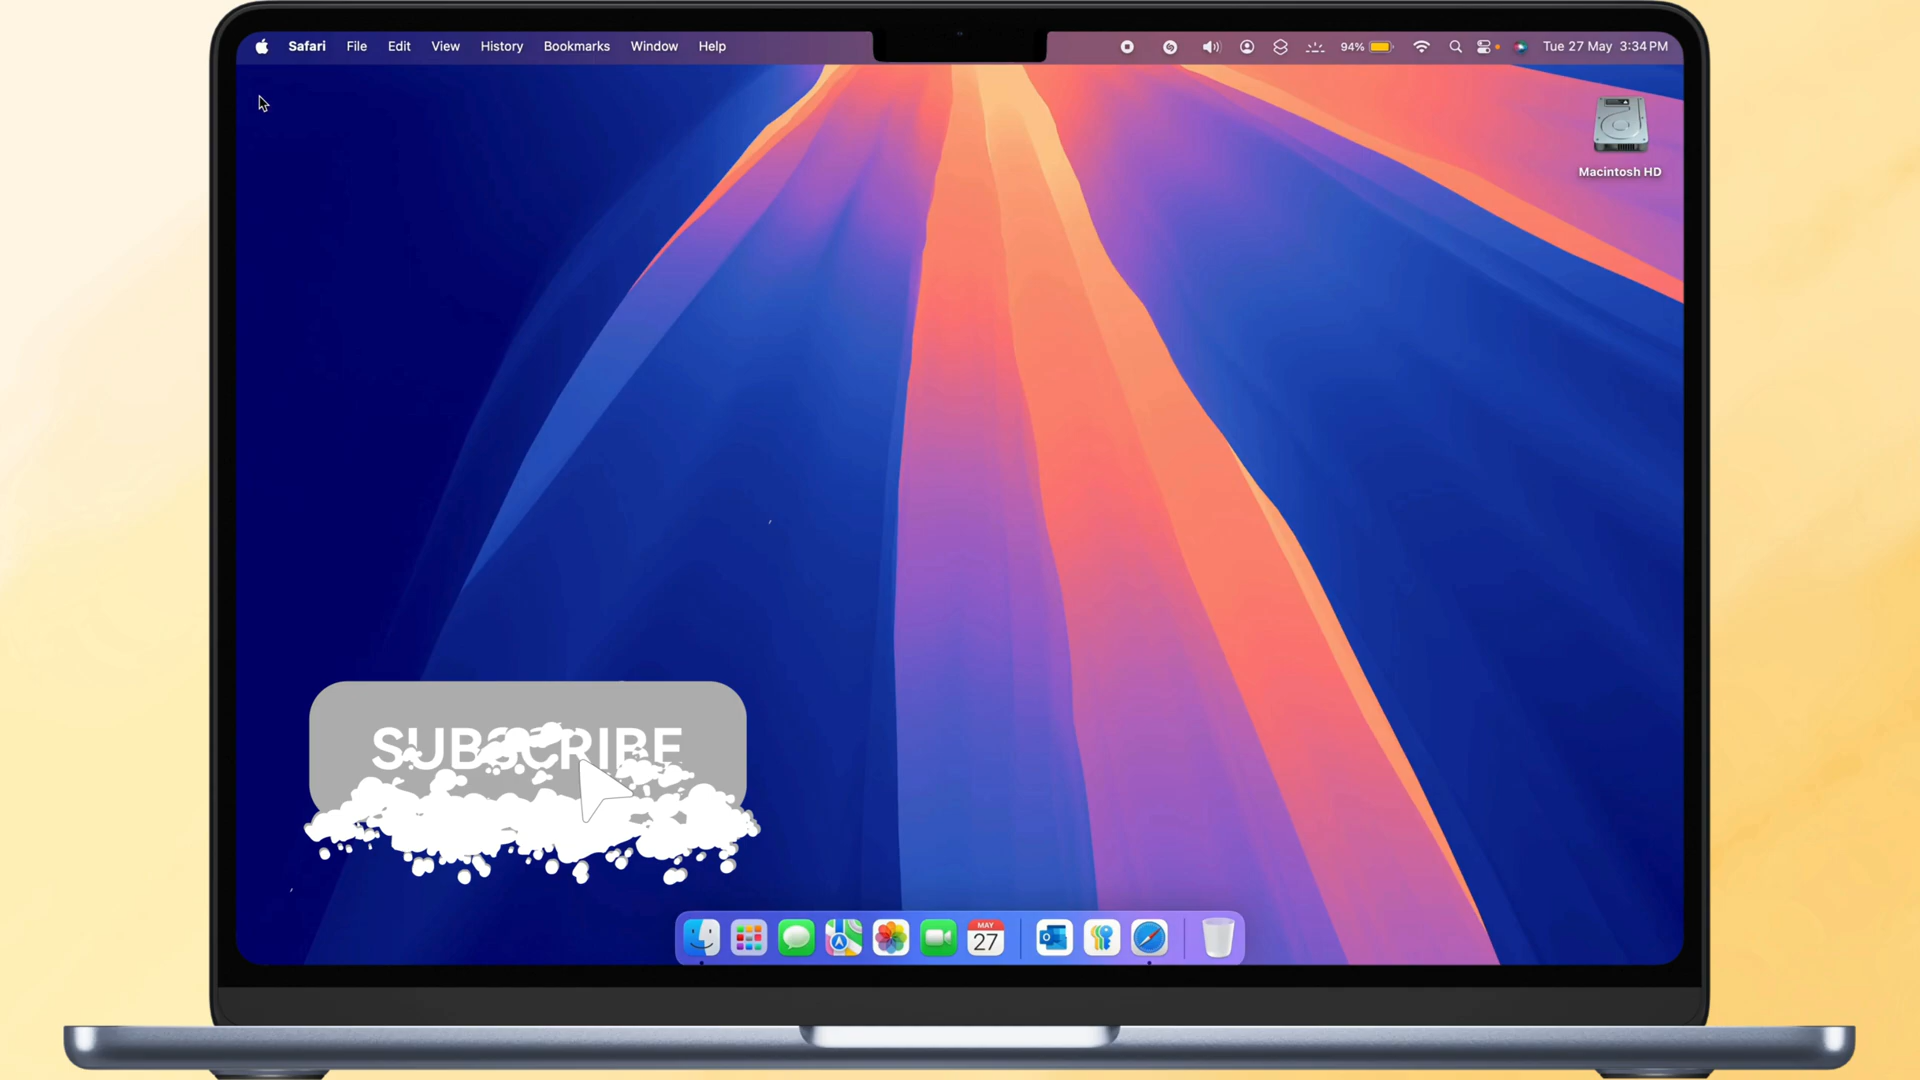 Safari File Edit View History Bookmarks Window Help 94% Tue 27 May 3:34 PM
Macintosh HD
SUBSCRIBE
MAY
27